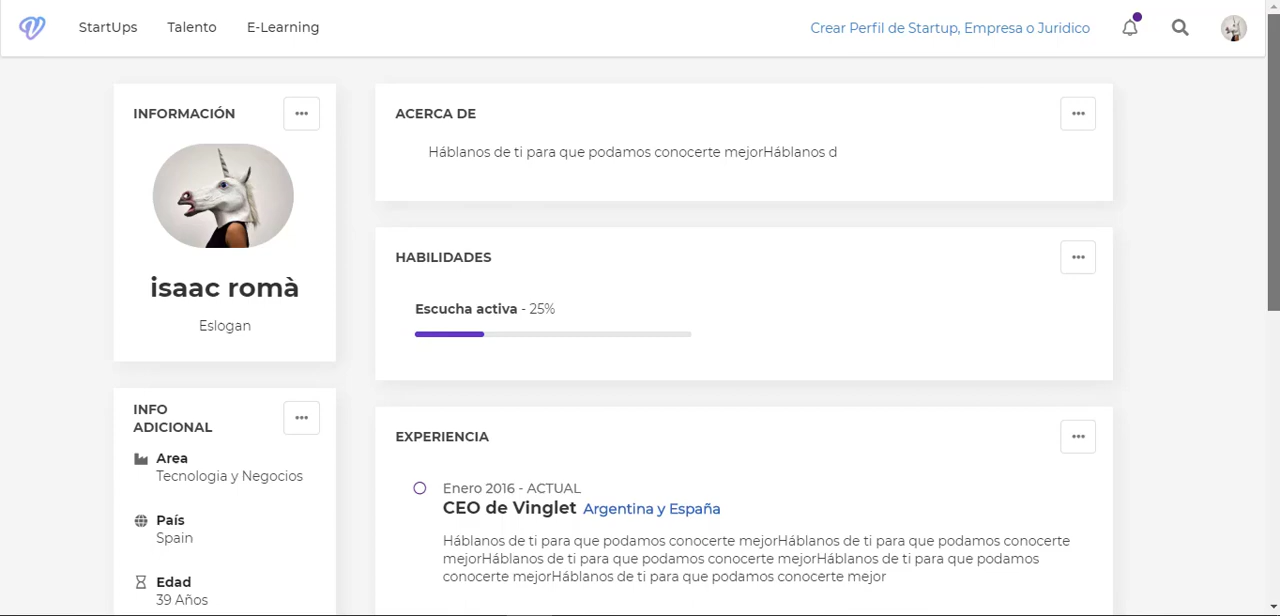 StartUps Talento E-Learning Crear Perfil de Startup, Empresa o Juridico
INFORMACIÓN
isaac romà
Eslogan
INFO
ADICIONAL
Area
Tecnologia y Negocios
País
Spain
Edad
39 Años
ACERCA DE
Háblanos de ti para que podamos conocerte mejorHáblanos d
HABILIDADES
Escucha activa - 25%
EXPERIENCIA
Enero 2016 - ACTUAL
CEO de Vinglet Argentina y España
Háblanos de ti para que podamos conocerte mejorHáblanos de ti para que podamos conocerte
mejorHáblanos de ti para que podamos conocerte mejorHáblanos de ti para que podamos
conocerte mejorHáblanos de ti para que podamos conocerte mejor